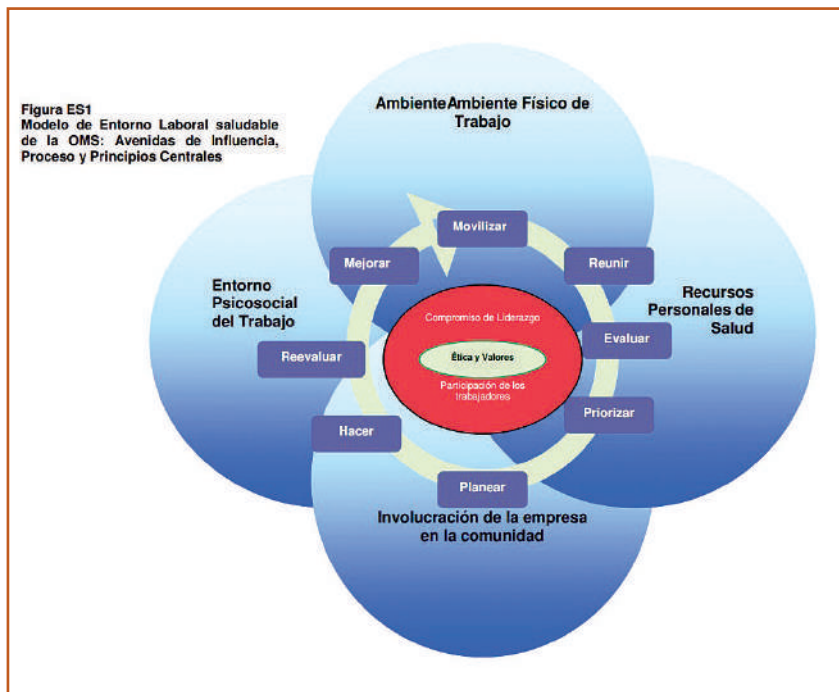 Figura ES1
Modelo de Entorno Laboral saludable
de la OMS: Avenidas de Influencia,
Proceso y Principios Centrales
AmbienteAmbiente Físico de
Trabajo
Movilizar
Mejorar
Reunir
Entorno
Psicosocial
del Trabajo
Recursos
Personales de
Salud
Compromiso de Liderazgo
Evaluar
Reevaluar
Ética y Valores
Participación de los
trabajadores
Priorizar
Hacer
Planear
Involucración de la empresa
en la comunidad